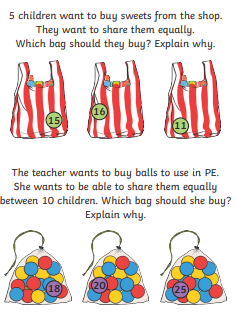 5 children want to buy sweets from the shop.
They want to share them equally.
Which bag should they buy? Explain why.
15
16
11
The teacher wants to buy balls to use in PE.
She wants to be able to share them equally
between 10 children. Which bag should she buy?
Explain why.
18
20
25